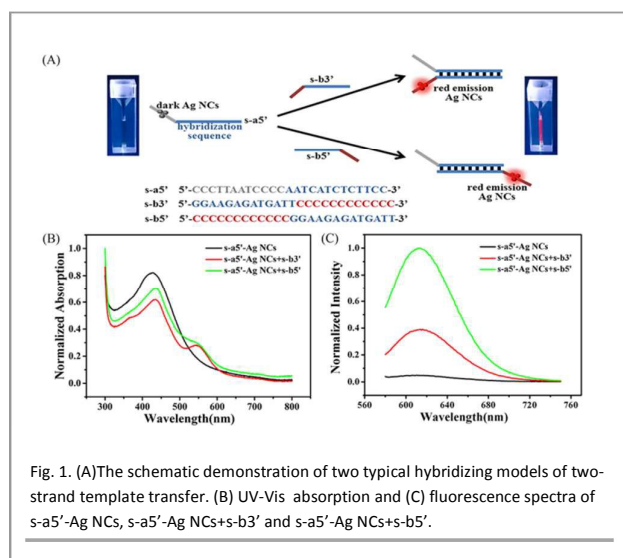 (A)
s-b3'
dark Ag NCs
s-a5'
hybridization
sequence
red emission
Ag NCs
s-b5'
red emission
Ag NCs
s-a5' 5'-CCCTTAATCCCCAATCATCTCTTCC-3'
s-b3' 5'-GGAAGAGATGATTCCCCCCCCCCCC-3'
s-b5' 5'-CCCCCCCCCCCCGGAAGAGATGATT-3'
(B)
s-a5'-Ag NCs
s-a5'-Ag NCs+s-b3'
s-a5'-Ag NCs+s-b5'
Normalized Absorption
1.0
0.8
0.6
0.4
0.2
0.0
300 400 500 600 700 800
Wavelength(nm)
(C)
s-a5'-Ag NCs
s-a5'-Ag NCs+s-b3'
s-a5'-Ag NCs+s-b5'
Normalized Intensity
1.0
0.8
0.6
0.4
0.2
0.0
560 600 640 680 720 760
Wavelength(nm)
Fig. 1. (A)The schematic demonstration of two typical hybridizing models of two-
strand template transfer. (B) UV-Vis absorption and (C) fluorescence spectra of
s-a5'-Ag NCs, s-a5'-Ag NCs+s-b3' and s-a5'-Ag NCs+s-b5'.